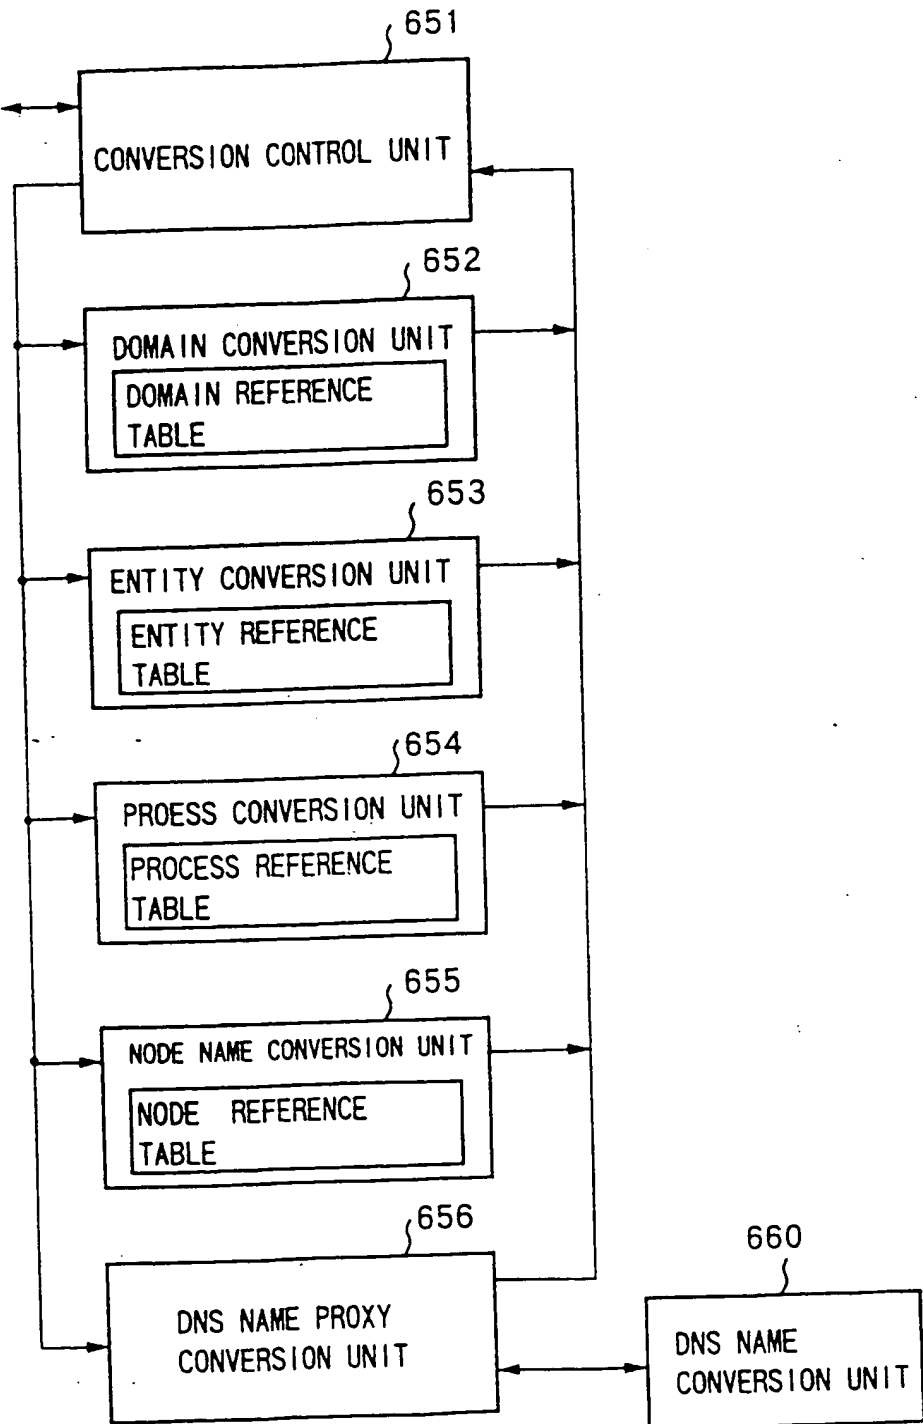 651
CONVERSION CONTROL UNIT
652
DOMAIN CONVERSION UNIT
DOMAIN REFERENCE
TABLE
653
ENTITY CONVERSION UNIT
ENTITY REFERENCE
TABLE
654
PROESS CONVERSION UNIT
PROCESS REFERENCE
TABLE
655
NODE NAME CONVERSION UNIT
NODE REFERENCE
TABLE
656
DNS NAME PROXY
CONVERSION UNIT
660
DNS NAME
CONVERSION UNIT